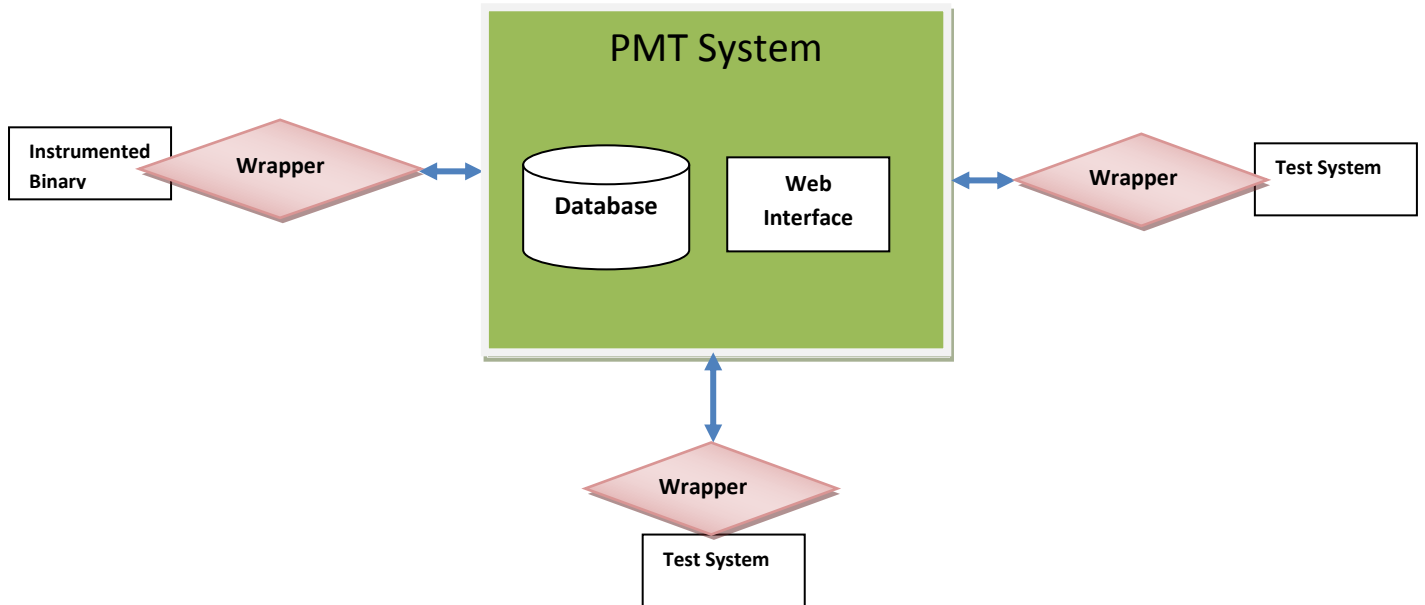 PMT System
Instrumented
Binary
Wrapper
Database
Web
Interface
Wrapper
Test System
Wrapper
Test System